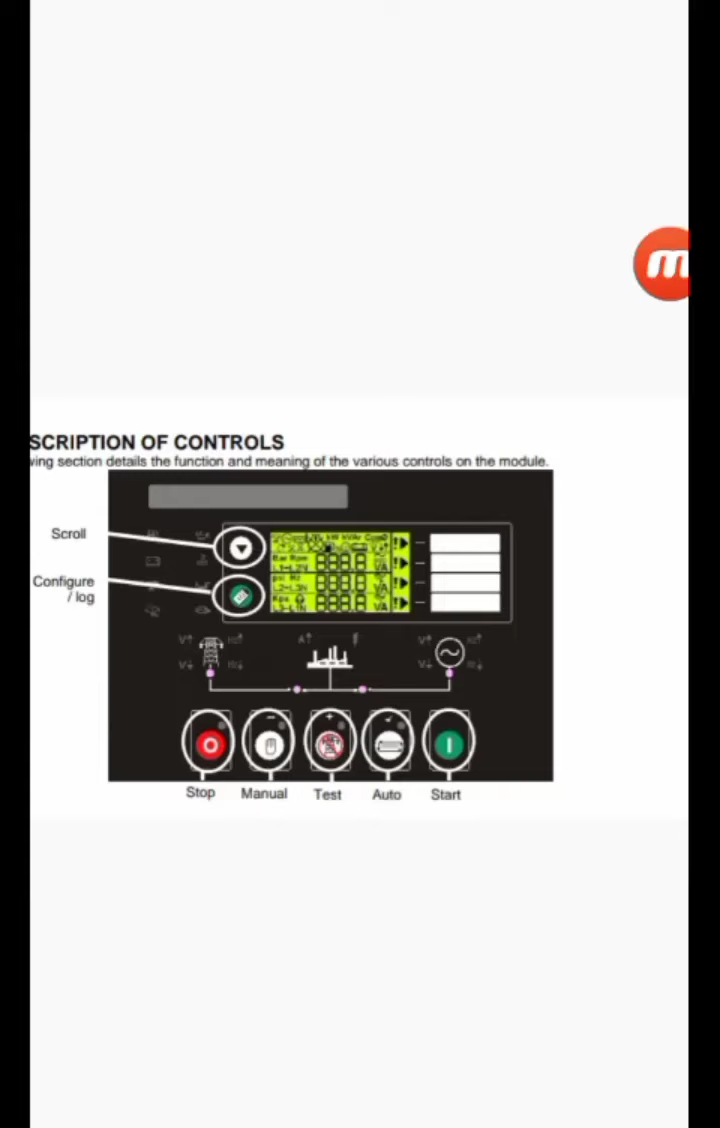 SCRIPTION OF CONTROLS
wing section details the function and meaning of the various controls on the module.
Scroll
Configure
/ log
Stop
Manual
Test
Auto
Start